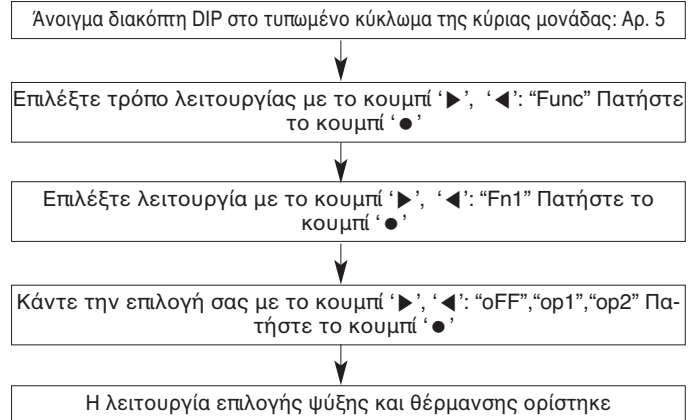 Άνοιγμα διακόπτη DIP στο τυπωμένο κύκλωμα της κύριας μονάδας: Αρ. 5
Επιλέξτε τρόπο λειτουργίας με το κουμπί ‘▶’, ‘◀’: “Func” Πατήστε
το κουμπί ‘●’
Επιλέξτε λειτουργία με το κουμπί ‘▶’, ‘◀’: “Fn1” Πατήστε το
κουμπί ‘●’
Κάντε την επιλογή σας με το κουμπί ‘▶’, ‘◀’: “oFF”,“op1”,“op2” Πα-
τήστε το κουμπί ‘●’
Η λειτουργία επιλογής ψύξης και θέρμανσης ορίστηκε